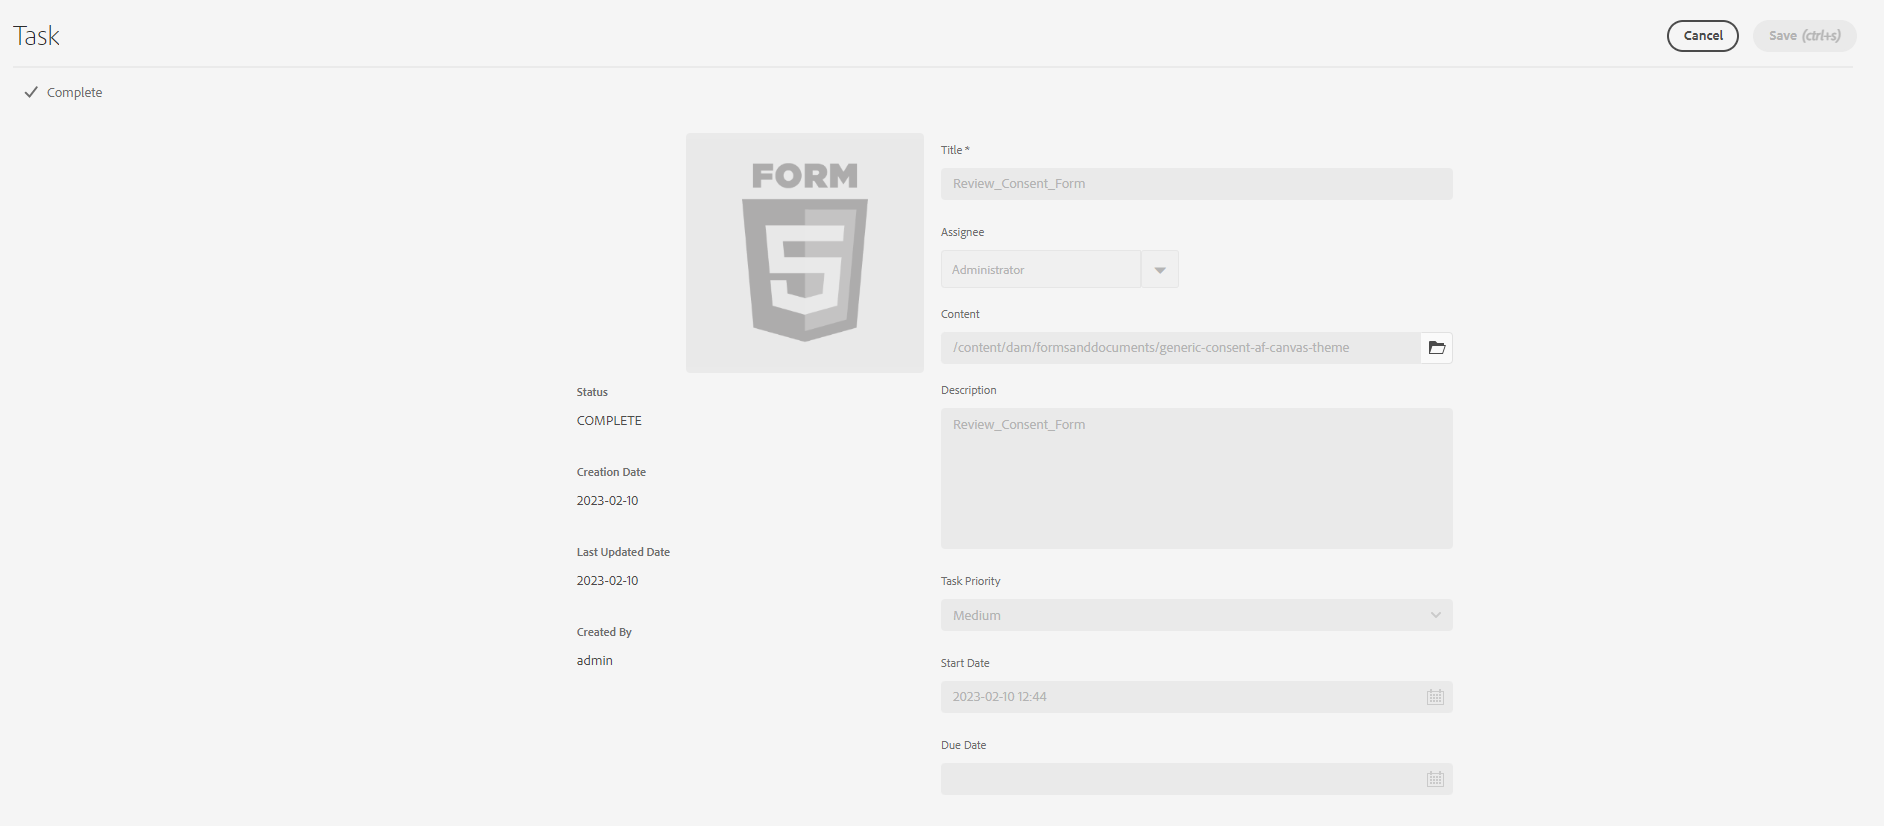 Task
Cancel
Save (ctrl+s)
Complete
FORM
5
Title *
Review_Consent_Form
Assignee
Administrator
Content
/content/dam/formsanddocuments/generic-consent-af-canvas-theme
Description
Review_Consent_Form
Status
COMPLETE
Creation Date
2023-02-10
Last Updated Date
2023-02-10
Created By
admin
Task Priority
Medium
Start Date
2023-02-10 12:44
Due Date